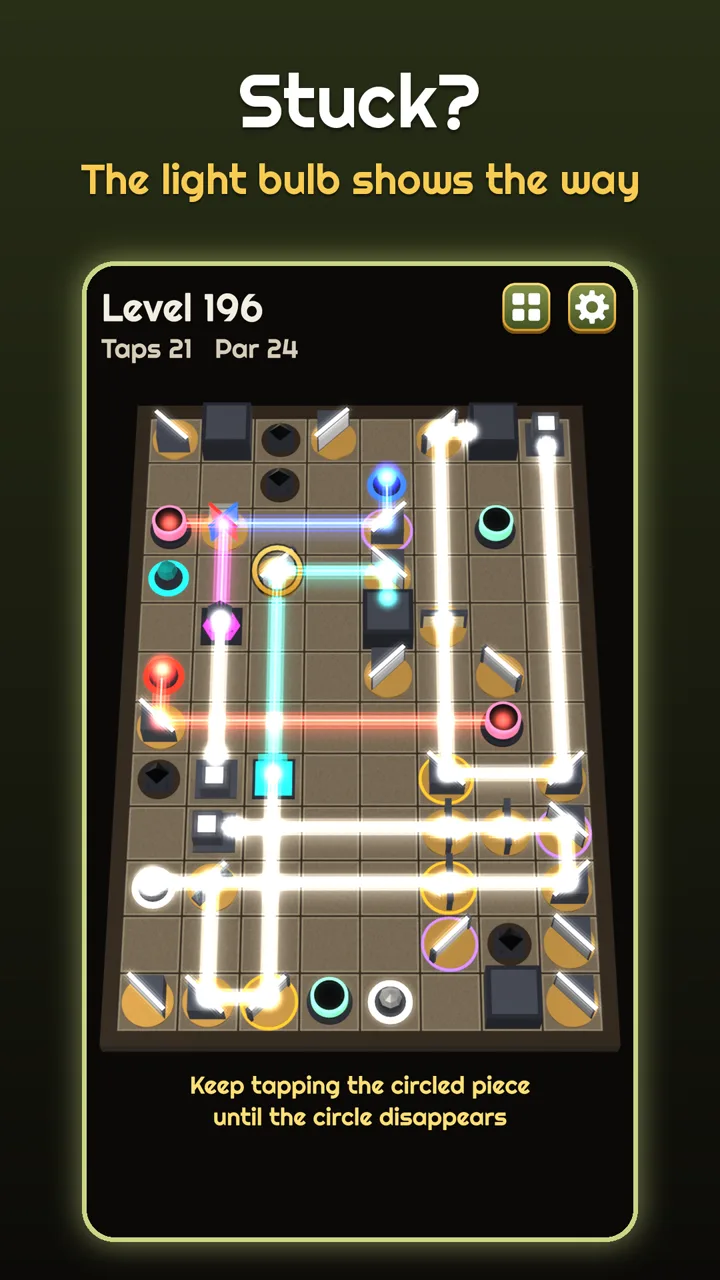 Stuck?
The light bulb shows the way
Level 196
Taps 21 Par 24
Keep tapping the circled piece
until the circle disappears